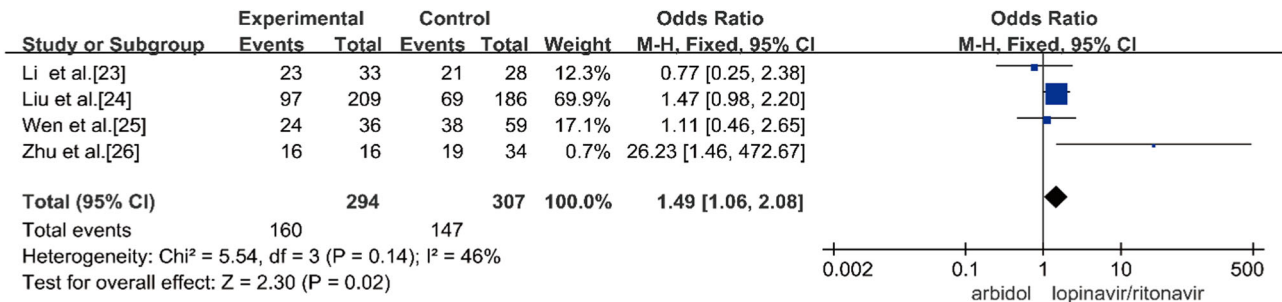 Experimental Control Odds Ratio Odds Ratio
Study or Subgroup Events Total Events Total Weight M-H, Fixed, 95% CI M-H, Fixed, 95% CI
Li et al.[23] 23 33 21 28 12.3% 0.77 [0.25, 2.38]
Liu et al.[24] 97 209 69 186 69.9% 1.47 [0.98, 2.20]
Wen et al.[25] 24 36 38 59 17.1% 1.11 [0.46, 2.65]
Zhu et al.[26] 16 16 19 34 0.7% 26.23 [1.46, 472.67]
Total (95% CI) 294 307 100.0% 1.49 [1.06, 2.08]
Total events 160 147
Heterogeneity: Chi² = 5.54, df = 3 (P = 0.14); I² = 46%
Test for overall effect: Z = 2.30 (P = 0.02)
0.002 0.1 1 10 500
arbidol lopinavir/ritonavir